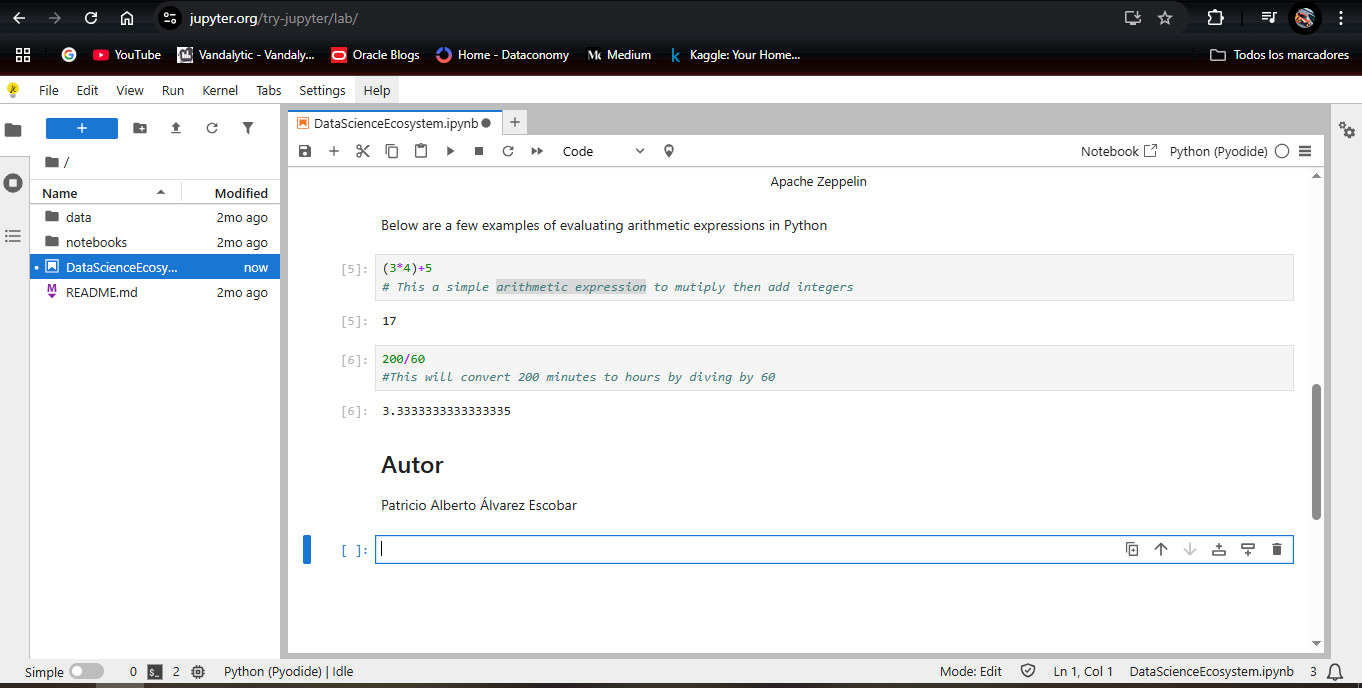 jupyter.org/try-jupyter/lab/
YouTube
Vandalytic - Vandaly...
Oracle Blogs
Home - Dataconomy
Medium
Kaggle: Your Home...
Todos los marcadores
File Edit View Run Kernel Tabs Settings Help
DataScienceEcosystem.ipynb
Code
Notebook
Python (Pyodide)
/
Name Modified
data 2mo ago
notebooks 2mo ago
DataScienceEcosy... now
README.md 2mo ago
Apache Zeppelin
Below are a few examples of evaluating arithmetic expressions in Python
[5]: (3*4)+5
# This a simple arithmetic expression to mutiply then add integers
[5]: 17
[6]: 200/60
#This will convert 200 minutes to hours by diving by 60
[6]: 3.3333333333333335
Autor
Patricio Alberto Álvarez Escobar
[ ]:
Simple 0 2 Python (Pyodide) | Idle Mode: Edit Ln 1, Col 1 DataScienceEcosystem.ipynb 3